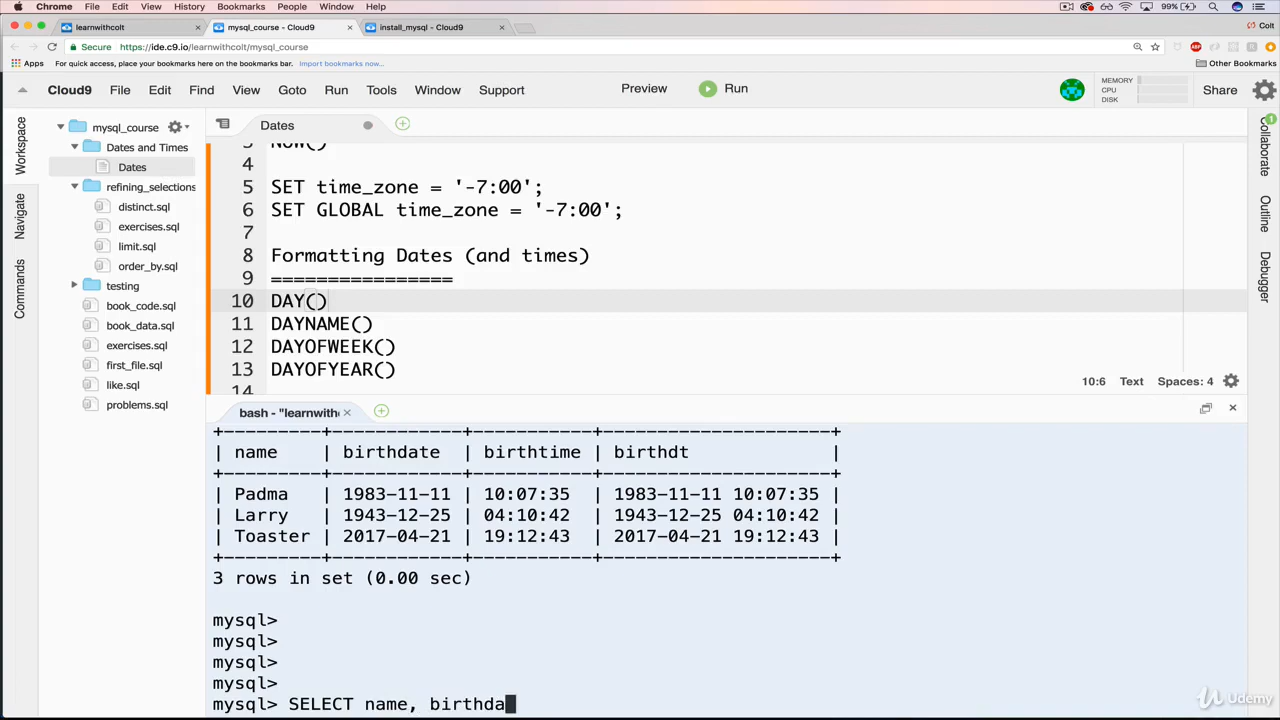 Chrome File Edit View History Bookmarks People Window Help 99%
learnwithcolt mysql_course - Cloud9 install_mysql - Cloud9 Colt
Secure https://ide.c9.io/learnwithcolt/mysql_course
Apps For quick access, place your bookmarks here on the bookmarks bar. Import bookmarks now... Other Bookmarks
Cloud9 File Edit Find View Goto Run Tools Window Support Preview Run MEMORY CPU DISK Share
Workspace
Navigate
Commands
mysql_course
Dates and Times
Dates
refining_selections
distinct.sql
exercises.sql
limit.sql
order_by.sql
testing
book_code.sql
book_data.sql
exercises.sql
first_file.sql
like.sql
problems.sql
Dates
3 NOW()
4
5 SET time_zone = '-7:00';
6 SET GLOBAL time_zone = '-7:00';
7
8 Formatting Dates (and times)
9 ================
10 DAY()
11 DAYNAME()
12 DAYOFWEEK()
13 DAYOFYEAR()
14
10:6 Text Spaces: 4
Collaborate
1
Outline
Debugger
bash - "learnwith
+---------+------------+-----------+---------------------+
| name | birthdate | birthtime | birthdt |
+---------+------------+-----------+---------------------+
| Padma | 1983-11-11 | 10:07:35 | 1983-11-11 10:07:35 |
| Larry | 1943-12-25 | 04:10:42 | 1943-12-25 04:10:42 |
| Toaster | 2017-04-21 | 19:12:43 | 2017-04-21 19:12:43 |
+---------+------------+-----------+---------------------+
3 rows in set (0.00 sec)
mysql>
mysql>
mysql>
mysql>
mysql> SELECT name, birthda
Udemy